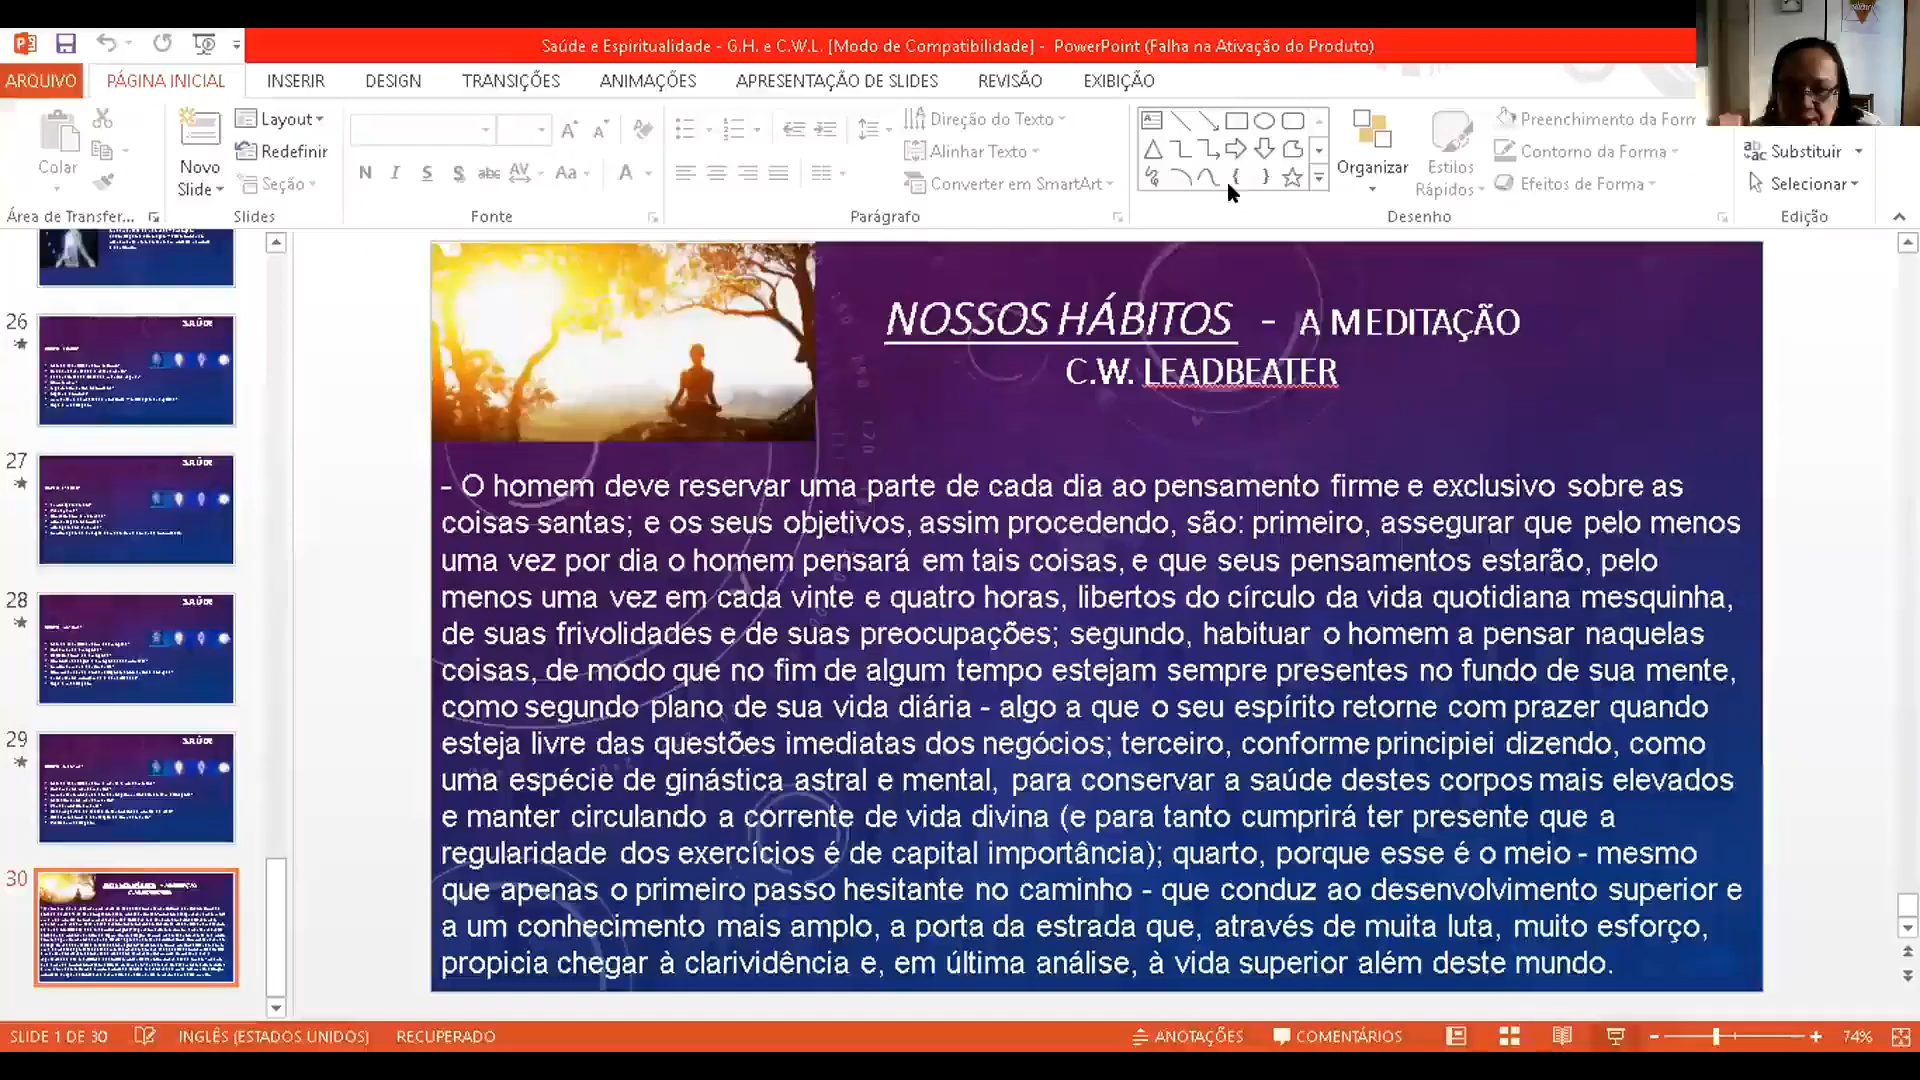 Saúde e Espiritualidade - G.H. e C.W.L. [Modo de Compatibilidade] - PowerPoint (Falha na Ativação do Produto)
ARQUIVO PÁGINA INICIAL INSERIR DESIGN TRANSIÇÕES ANIMAÇÕES APRESENTAÇÃO DE SLIDES REVISÃO EXIBIÇÃO
Colar
Novo
Slide
Layout
Redefinir
Seção
N I S S abc AV Aa A
Direção do Texto
Alinhar Texto
Converter em SmartArt
Organizar
Estilos
Rápidos
Preenchimento da Form
Contorno da Forma
Efeitos de Forma
Substituir
Selecionar
Área de Transfer... Slides Fonte Parágrafo Desenho Edição
26
SAÚDE
27
SAÚDE
28
SAÚDE
29
SAÚDE
30
NOSSOS HÁBITOS - A MEDITAÇÃO
C.W. LEADBEATER
- O homem deve reservar uma parte de cada dia ao pensamento firme e exclusivo sobre as
coisas santas; e os seus objetivos, assim procedendo, são: primeiro, assegurar que pelo menos
uma vez por dia o homem pensará em tais coisas, e que seus pensamentos estarão, pelo
menos uma vez em cada vinte e quatro horas, libertos do círculo da vida quotidiana mesquinha,
de suas frivolidades e de suas preocupações; segundo, habituar o homem a pensar naquelas
coisas, de modo que no fim de algum tempo estejam sempre presentes no fundo de sua mente,
como segundo plano de sua vida diária - algo a que o seu espírito retorne com prazer quando
esteja livre das questões imediatas dos negócios; terceiro, conforme principiei dizendo, como
uma espécie de ginástica astral e mental, para conservar a saúde destes corpos mais elevados
e manter circulando a corrente de vida divina (e para tanto cumprirá ter presente que a
regularidade dos exercícios é de capital importância); quarto, porque esse é o meio - mesmo
que apenas o primeiro passo hesitante no caminho - que conduz ao desenvolvimento superior e
a um conhecimento mais amplo, a porta da estrada que, através de muita luta, muito esforço,
propicia chegar à clarividência e, em última análise, à vida superior além deste mundo.
SLIDE 1 DE 30 INGLÊS (ESTADOS UNIDOS) RECUPERADO ANOTAÇÕES COMENTÁRIOS 74%